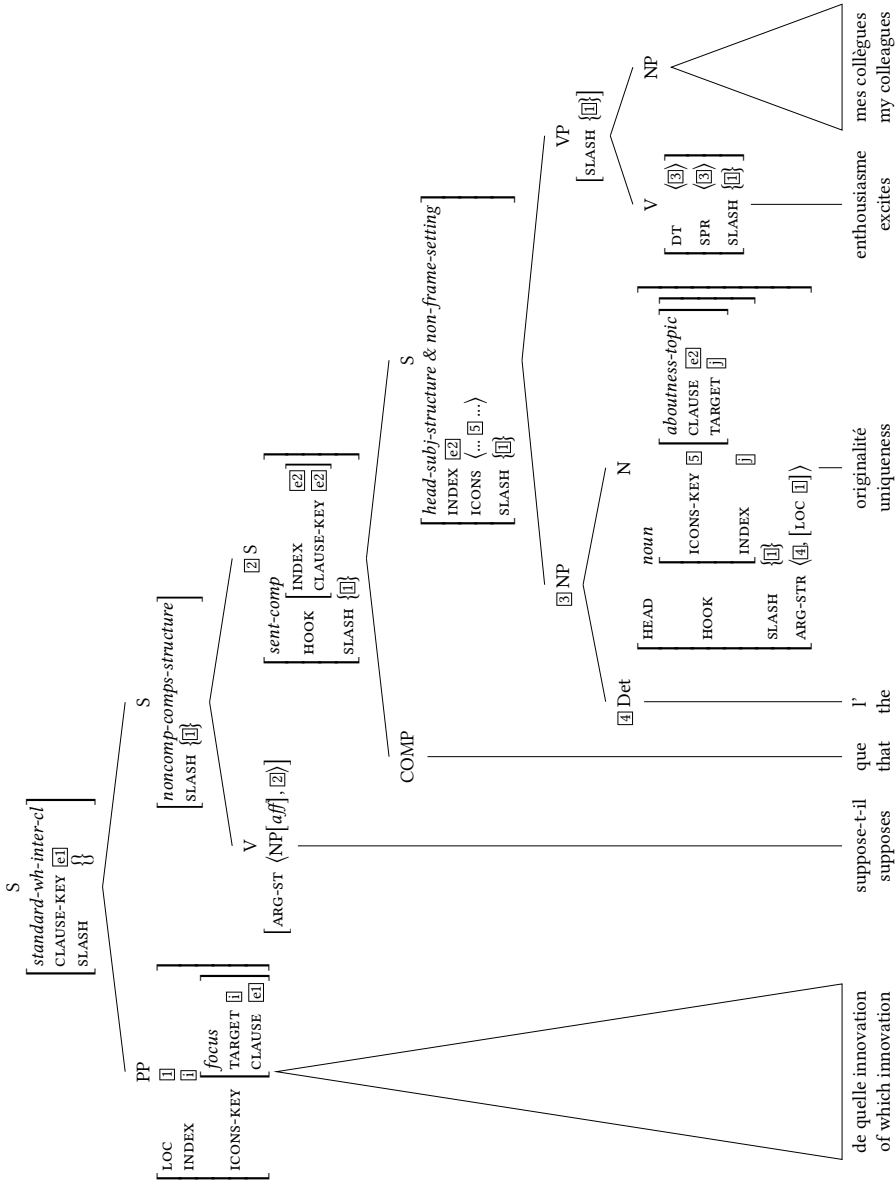 S
[standard-wh-inter-cl
CLAUSE-KEY e1
SLASH {}]
PP
[LOC 1
INDEX i
ICONS-KEY [focus
TARGET i
CLAUSE e1]]
S
[noncomp-comps-structure
SLASH {1}]
V
[ARG-ST ⟨NP[aff], 2⟩]
2 S
[sent-comp
HOOK [INDEX e2
CLAUSE-KEY e2]
SLASH {1}]
COMP
S
[head-subj-structure & non-frame-setting
INDEX e2
ICONS ⟨... 5 ...⟩
SLASH {1}]
3 NP
VP
[SLASH {1}]
4 Det
N
[HEAD noun
HOOK [ICONS-KEY 5 [aboutness-topic
CLAUSE e2
TARGET j]
INDEX j]
SLASH {1}
ARG-STR ⟨4, [LOC 1]⟩]
V
[DT ⟨3⟩
SPR ⟨3⟩
SLASH {1}]
NP
de quelle innovation suppose-t-il que l’ originalité enthousiasme mes collègues
of which innovation supposes that the uniqueness excites my colleagues